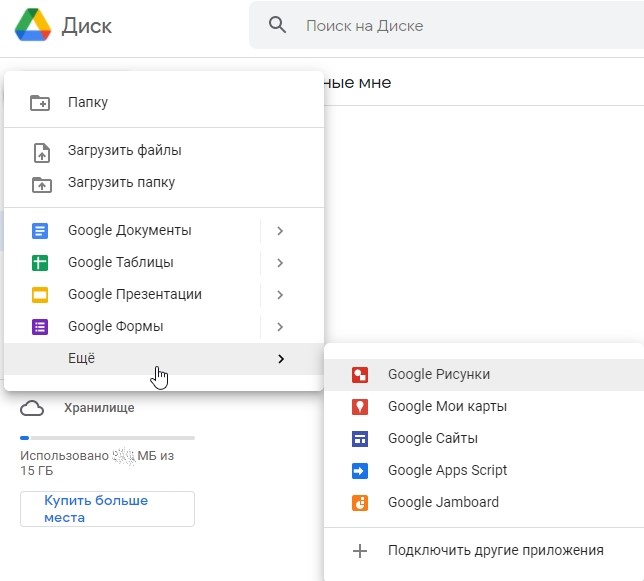 Диск
Поиск на Диске
ные мне
Папку
Загрузить файлы
Загрузить папку
Google Документы
Google Таблицы
Google Презентации
Google Формы
Ещё
Google Рисунки
Google Мои карты
Google Сайты
Google Apps Script
Google Jamboard
Подключить другие приложения
Хранилище
Использовано МБ из
15 ГБ
Купить больше
места